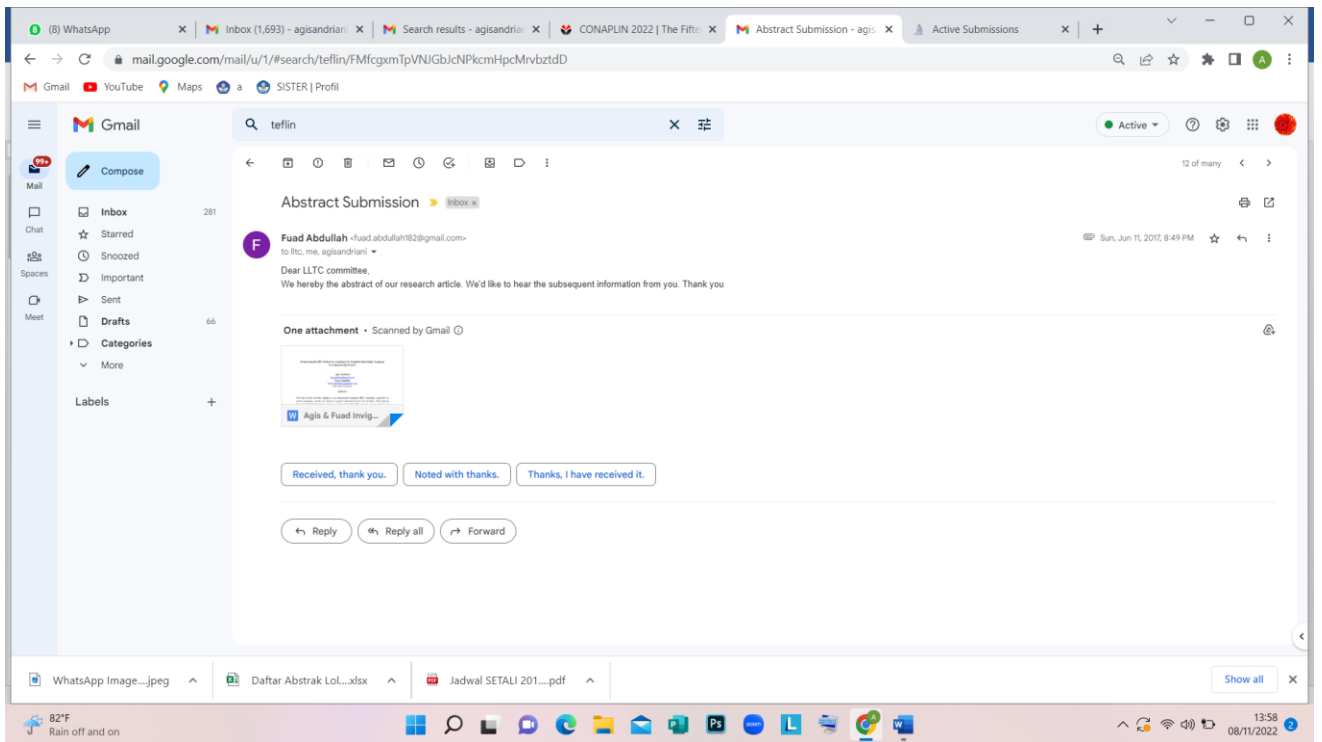 (8) WhatsApp
Inbox (1,693) - agisandriani
Search results - agisandrian
CONAPLIN 2022 | The Fifte
Abstract Submission - agis
Active Submissions
mail.google.com/mail/u/1/#search/teflin/FMfcgxmTpVNJGbJcNPkcmHpcMrvbztdD
A
Gmail
YouTube
Maps
a
SISTER | Profil
Gmail
teflin
Active
99+
Mail
Compose
12 of many
Chat
Spaces
Meet
Inbox 281
Starred
Snoozed
Important
Sent
Drafts 66
Categories
More
Labels +
Abstract Submission Inbox x
F
Fuad Abdullah <fuad.abdullah182@gmail.com>
Sun, Jun 11, 2017, 8:49 PM
to lltc, me, agisandriani
Dear LLTC committee,
We hereby the abstract of our research article. We'd like to hear the subsequent information from you. Thank you
One attachment • Scanned by Gmail
W Agis & Fuad Invig...
Received, thank you.
Noted with thanks.
Thanks, I have received it.
Reply
Reply all
Forward
WhatsApp Image....jpeg
Daftar Abstrak Lol....xlsx
Jadwal SETALI 201....pdf
Show all
82°F
Rain off and on
Ps
zoom
L
13:58
08/11/2022
2